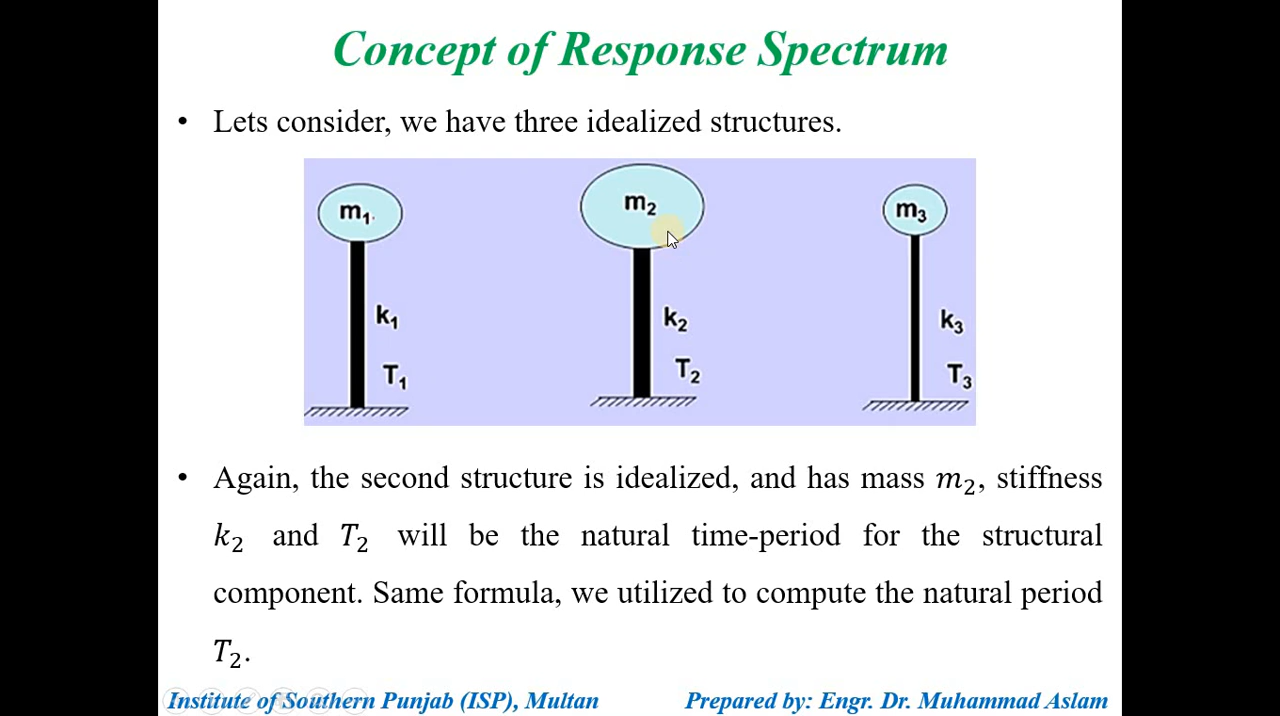 Concept of Response Spectrum
• Lets consider, we have three idealized structures.
m₁
m₂
m₃
k₁
k₂
k₃
T₁
T₂
T₃
• Again, the second structure is idealized, and has mass m₂, stiffness
k₂ and T₂ will be the natural time-period for the structural
component. Same formula, we utilized to compute the natural period
T₂.
Institute of Southern Punjab (ISP), Multan
Prepared by: Engr. Dr. Muhammad Aslam